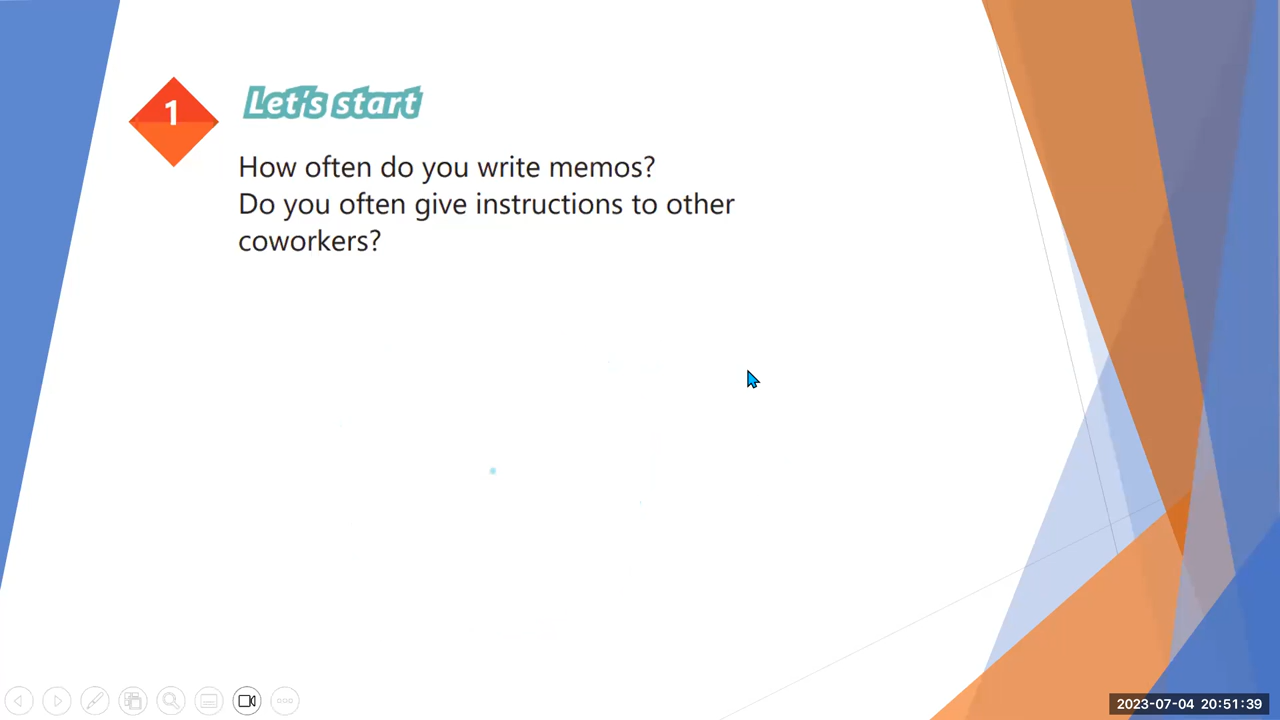 1
Let's start
How often do you write memos?
Do you often give instructions to other
coworkers?
2023-07-04 20:51:39